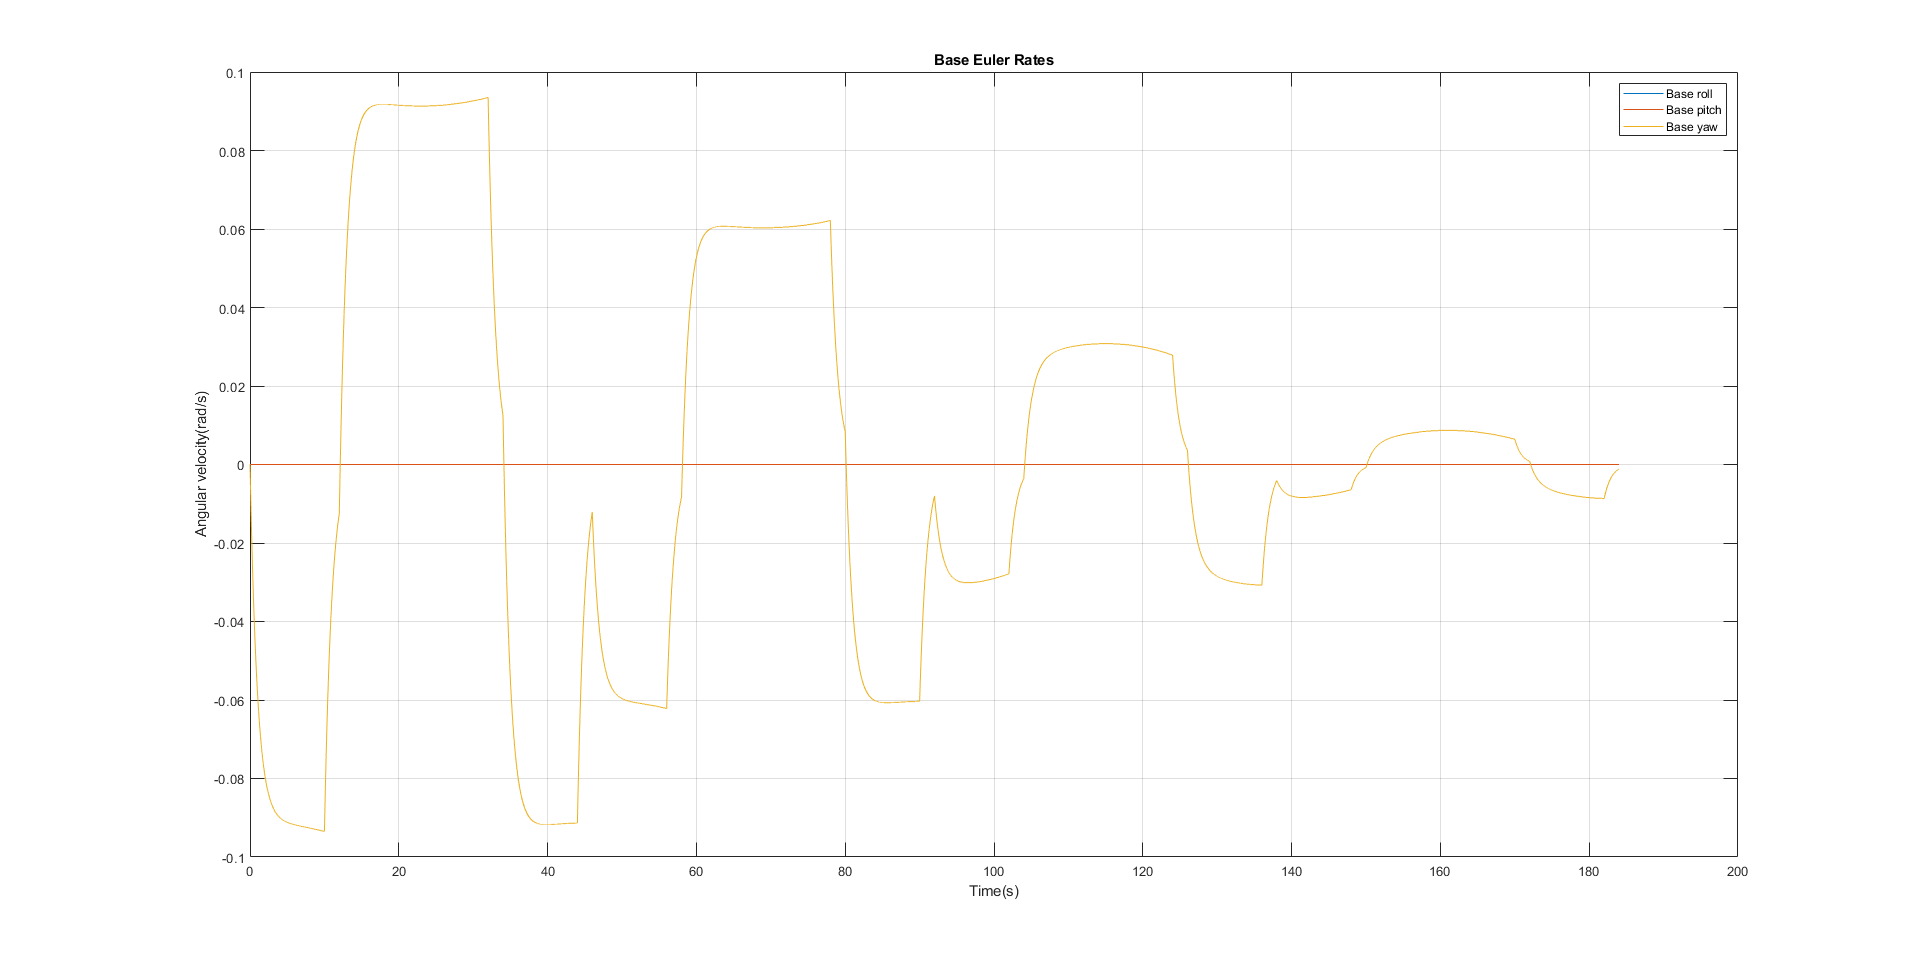 Base Euler Rates
Base roll
Base pitch
Base yaw
Angular velocity(rad/s)
0.1
0.08
0.06
0.04
0.02
0
-0.02
-0.04
-0.06
-0.08
-0.1
0 20 40 60 80 100 120 140 160 180 200
Time(s)